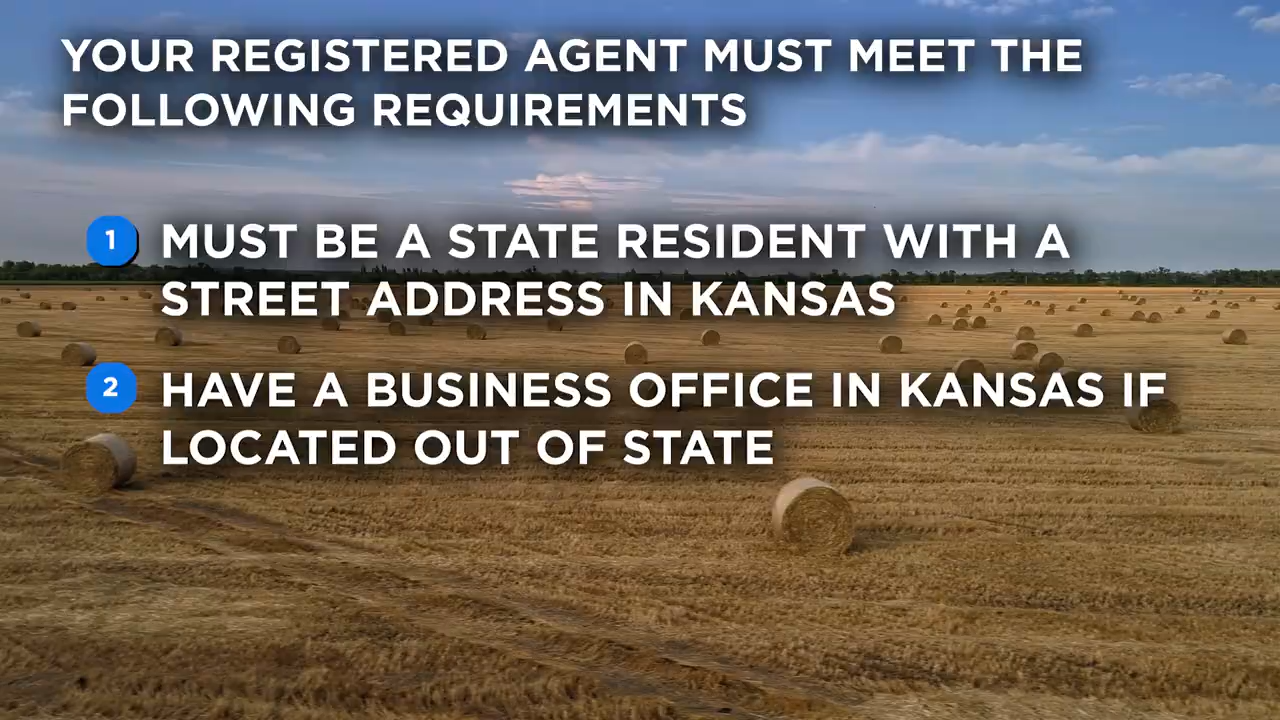 YOUR REGISTERED AGENT MUST MEET THE
FOLLOWING REQUIREMENTS
1 MUST BE A STATE RESIDENT WITH A
STREET ADDRESS IN KANSAS
2 HAVE A BUSINESS OFFICE IN KANSAS IF
LOCATED OUT OF STATE